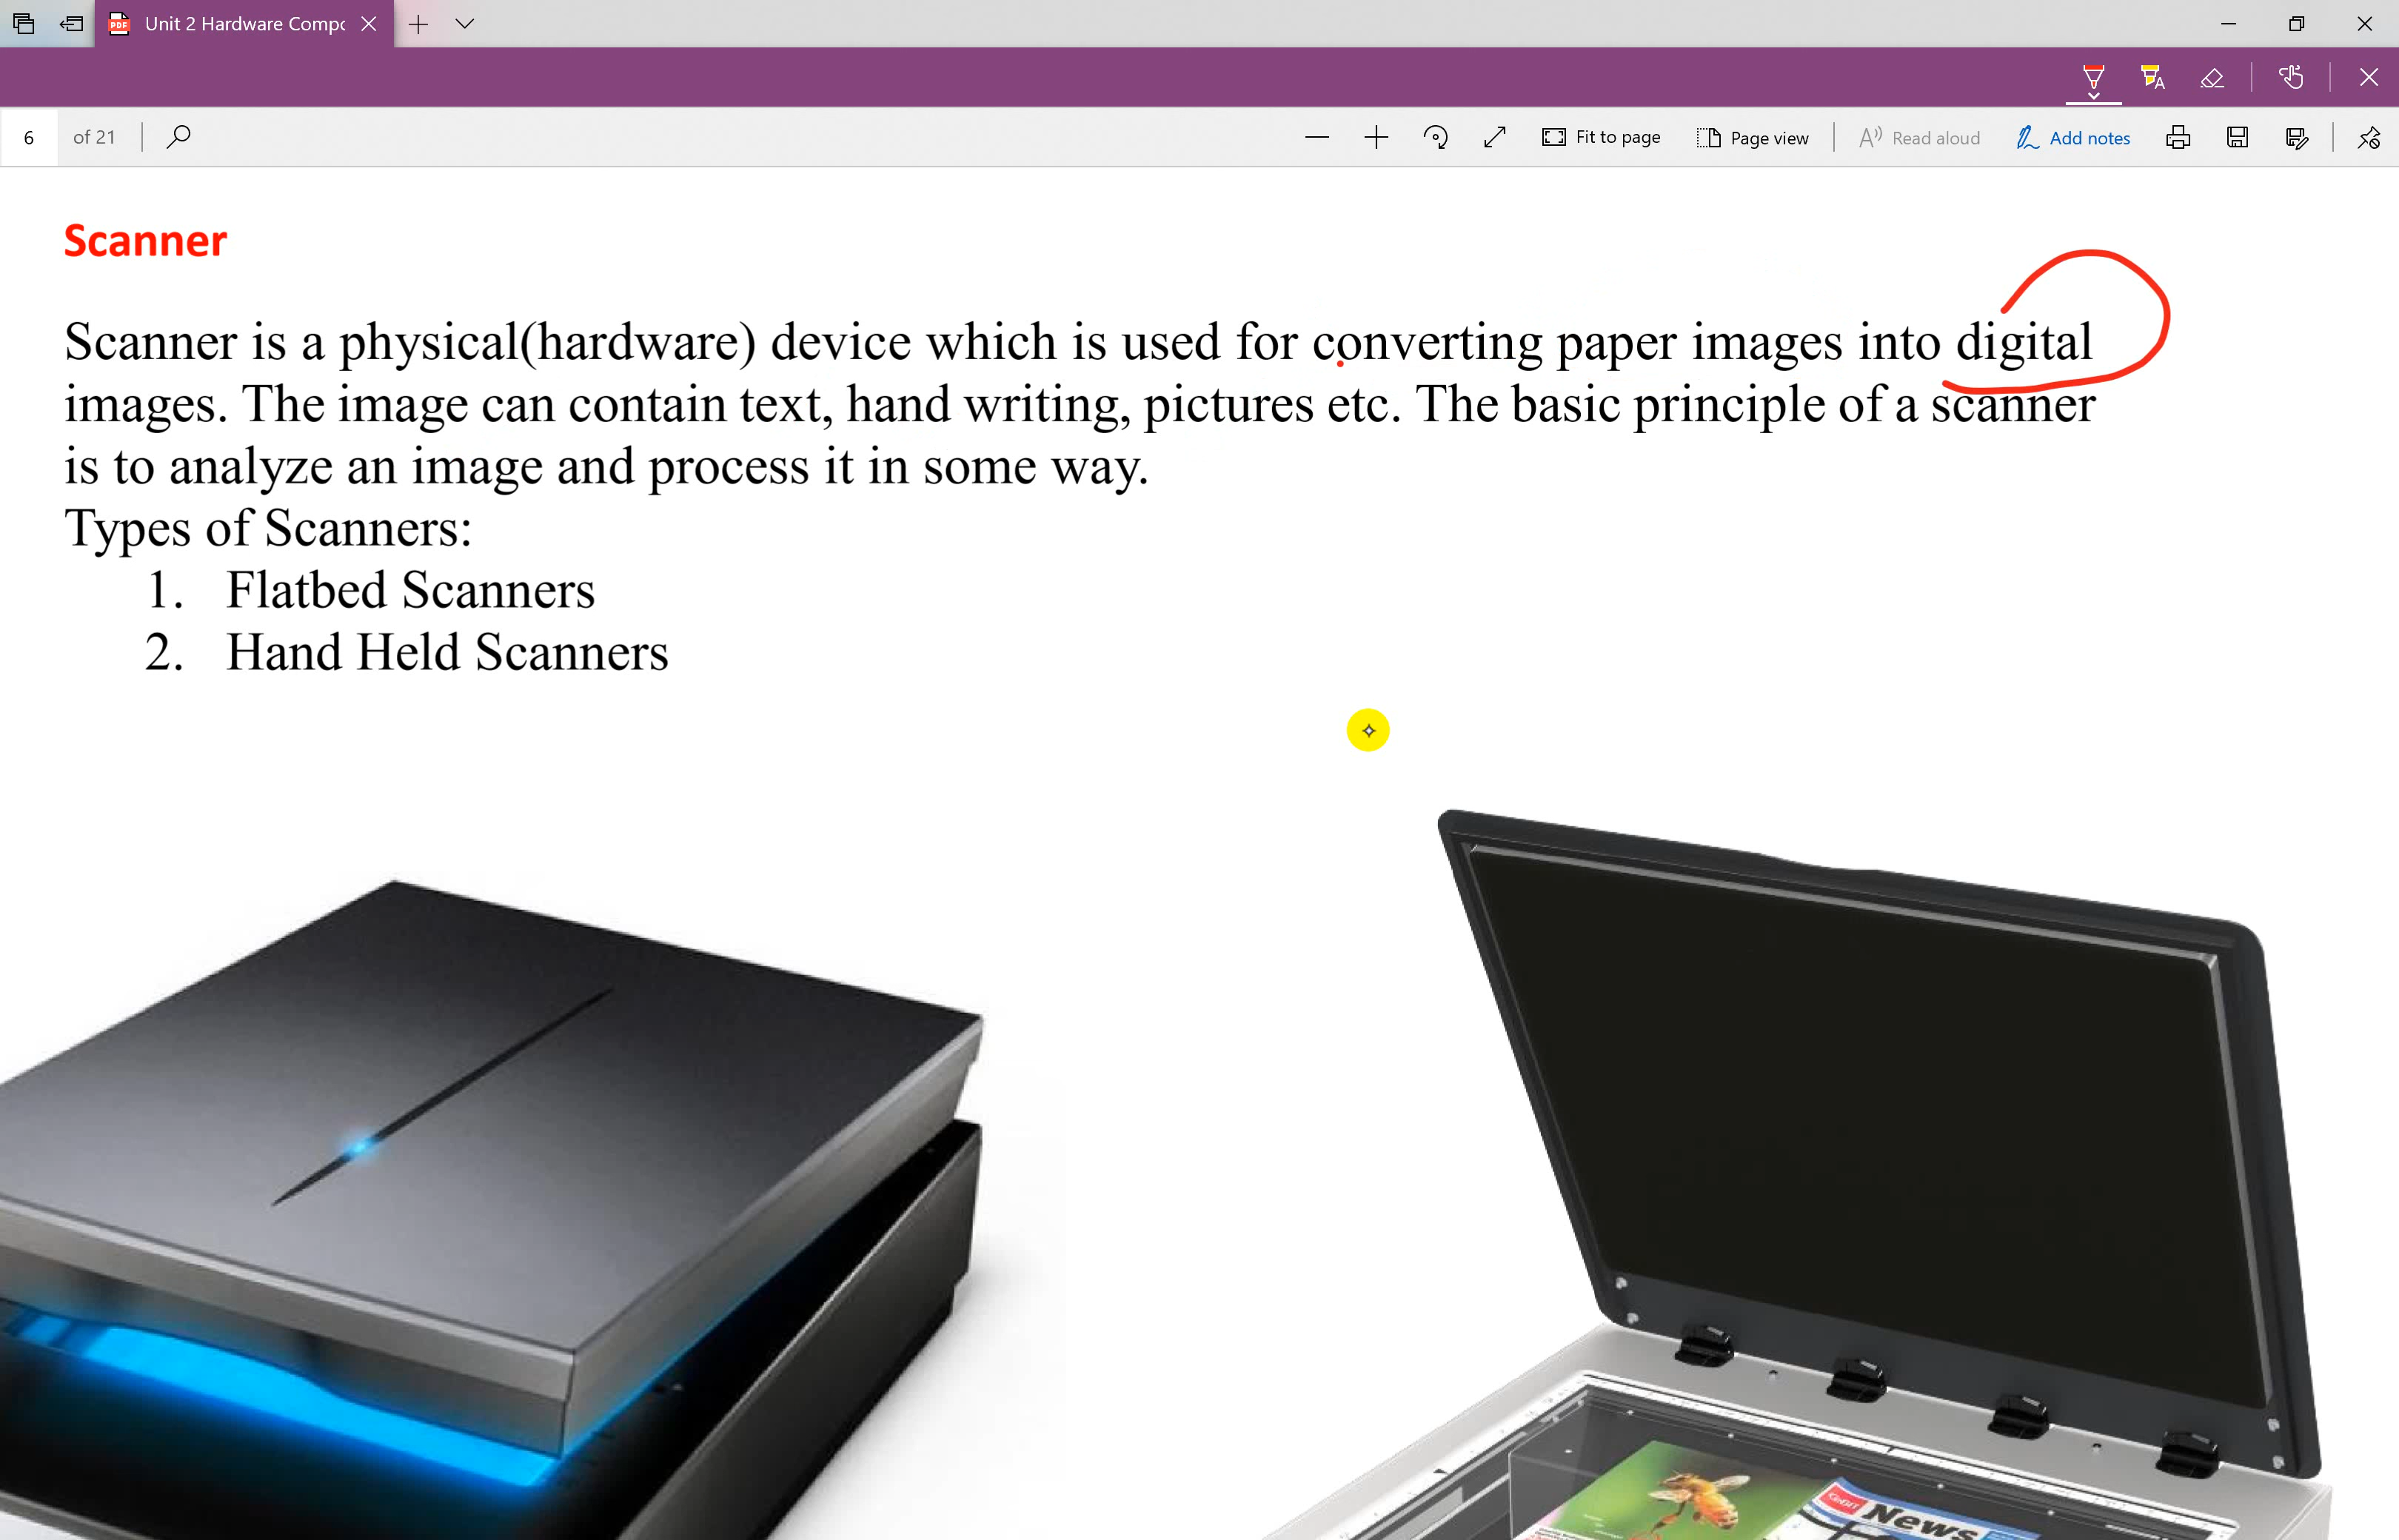 Unit 2 Hardware Comp
6 of 21
Fit to page
Page view
Read aloud
Add notes
Scanner
Scanner is a physical(hardware) device which is used for converting paper images into digital
images. The image can contain text, hand writing, pictures etc. The basic principle of a scanner
is to analyze an image and process it in some way.
Types of Scanners:
1. Flatbed Scanners
2. Hand Held Scanners
News